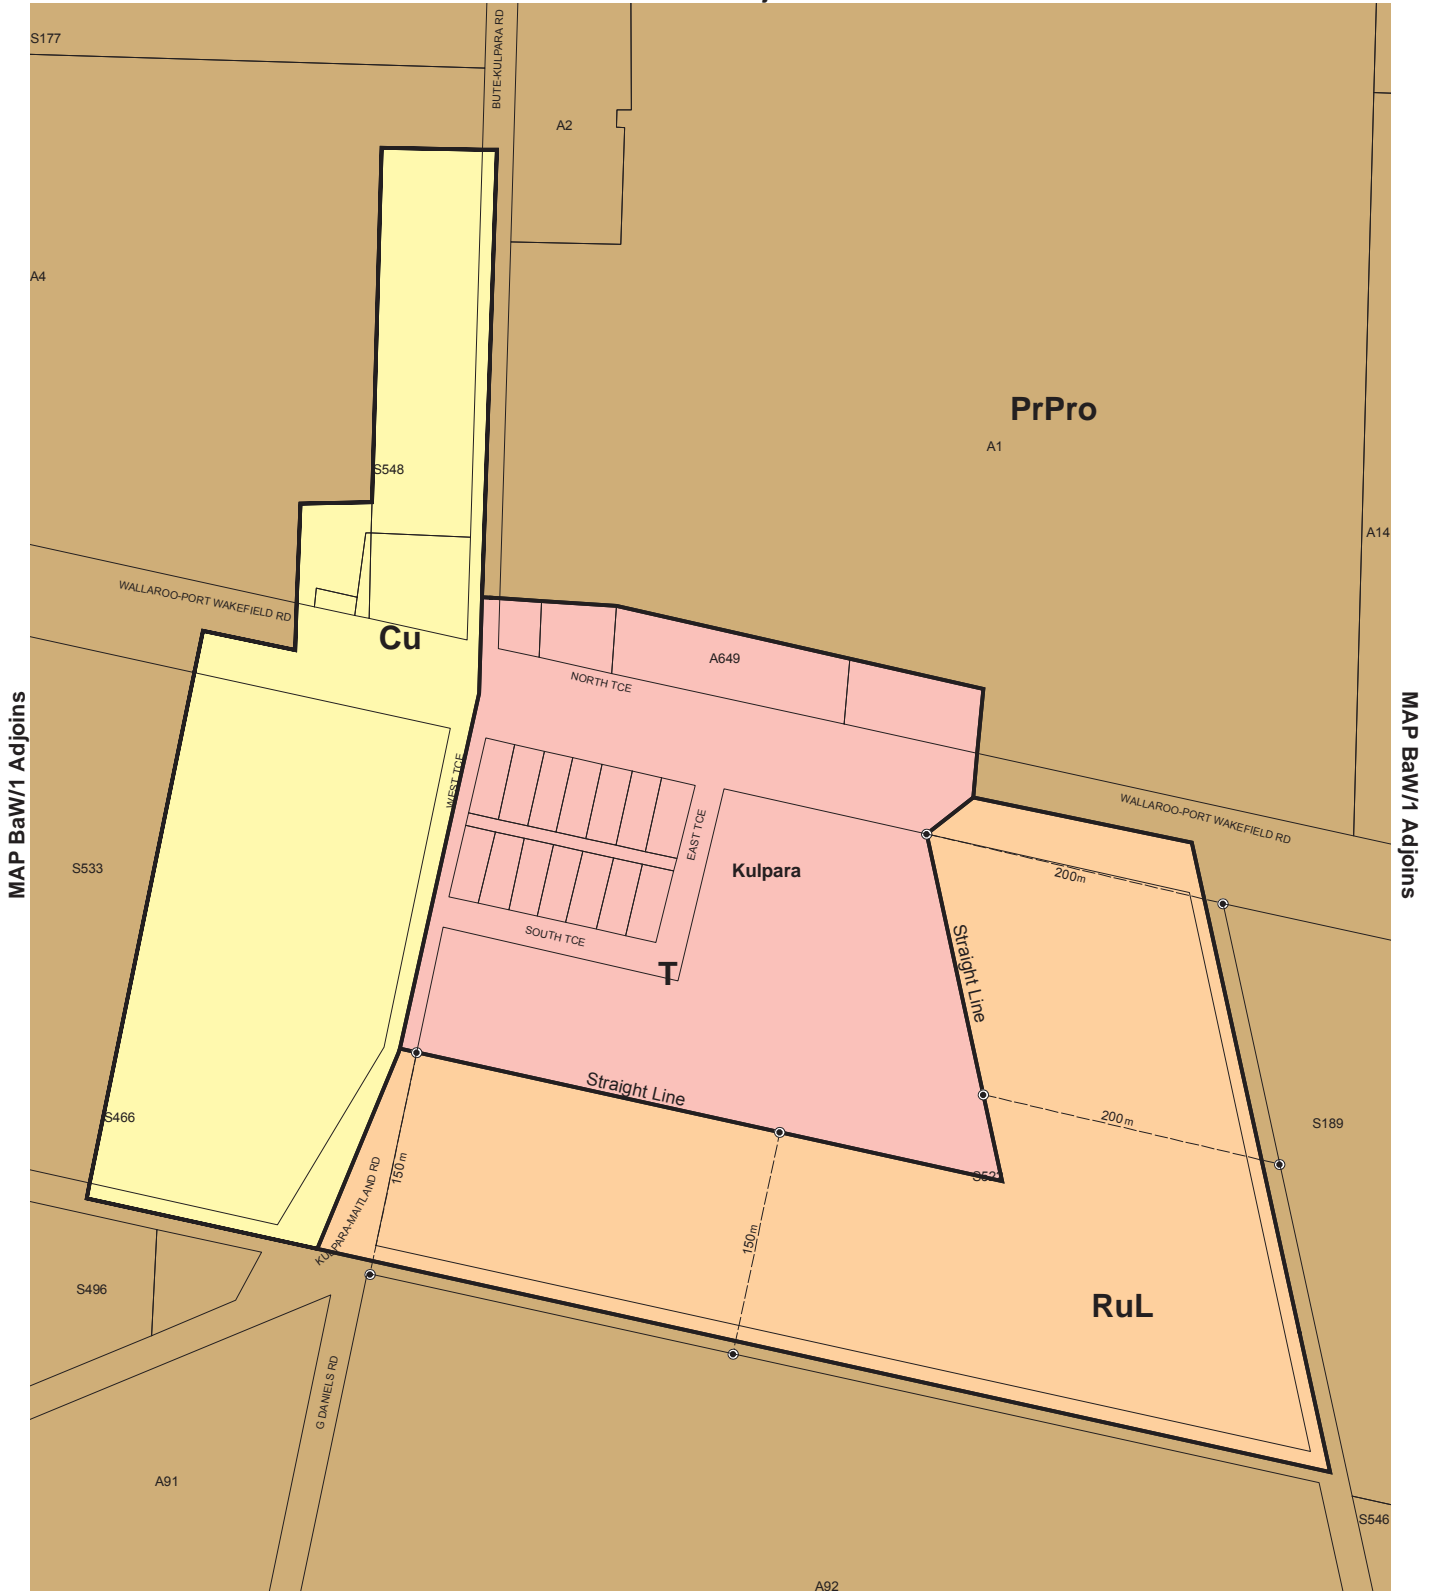 S177
BUTE-KULPARA RD
A2
A4
PrPro
A1
S548
A14
WALLAROO-PORT WAKEFIELD RD
Cu
A649
NORTH TCE
MAP BaW/1 Adjoins
MAP BaW/1 Adjoins
WEST TCE
WALLAROO-PORT WAKEFIELD RD
EAST TCE
S533
Kulpara
200m
SOUTH TCE
Straight Line
T
Straight Line
S466
200m
S189
150m
KULPARA-MAITLAND RD
150m
S496
RuL
G DANIELS RD
A91
S546
A92